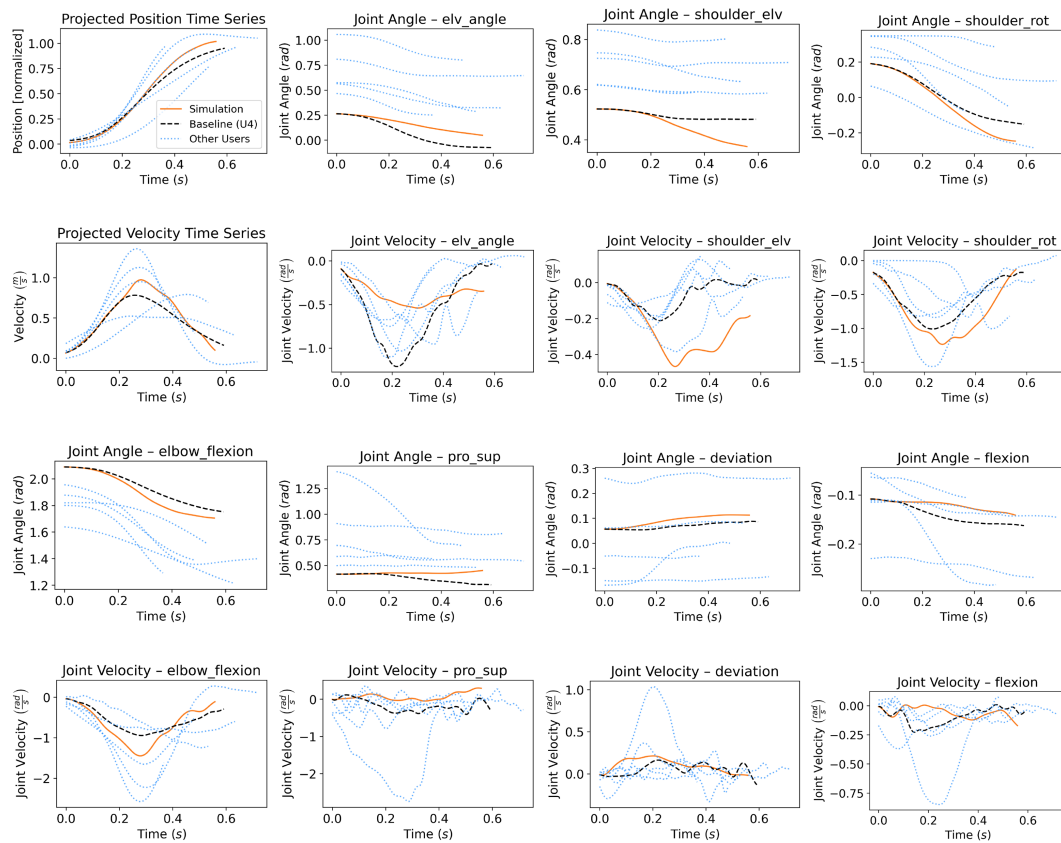 Projected Position Time Series
Position [normalized]
1.00
0.75
0.50
0.25
0.00
Simulation
Baseline (U4)
Other Users
0.0 0.2 0.4 0.6
Time (s)
Joint Angle – elv_angle
Joint Angle (rad)
1.00
0.75
0.50
0.25
0.00
0.0 0.2 0.4 0.6
Time (s)
Joint Angle – shoulder_elv
Joint Angle (rad)
0.8
0.6
0.4
0.0 0.2 0.4 0.6
Time (s)
Joint Angle – shoulder_rot
Joint Angle (rad)
0.2
0.0
−0.2
0.0 0.2 0.4 0.6
Time (s)
Projected Velocity Time Series
Velocity (m/s)
1.0
0.5
0.0
0.0 0.2 0.4 0.6
Time (s)
Joint Velocity – elv_angle
Joint Velocity (rad/s)
0.0
−0.5
−1.0
0.0 0.2 0.4 0.6
Time (s)
Joint Velocity – shoulder_elv
Joint Velocity (rad/s)
0.0
−0.2
−0.4
0.0 0.2 0.4 0.6
Time (s)
Joint Velocity – shoulder_rot
Joint Velocity (rad/s)
0.0
−0.5
−1.0
−1.5
0.0 0.2 0.4 0.6
Time (s)
Joint Angle – elbow_flexion
Joint Angle (rad)
2.0
1.8
1.6
1.4
1.2
0.0 0.2 0.4 0.6
Time (s)
Joint Angle – pro_sup
Joint Angle (rad)
1.25
1.00
0.75
0.50
0.0 0.2 0.4 0.6
Time (s)
Joint Angle – deviation
Joint Angle (rad)
0.3
0.2
0.1
0.0
−0.1
0.0 0.2 0.4 0.6
Time (s)
Joint Angle – flexion
Joint Angle (rad)
−0.1
−0.2
0.0 0.2 0.4 0.6
Time (s)
Joint Velocity – elbow_flexion
Joint Velocity (rad/s)
0
−1
−2
0.0 0.2 0.4 0.6
Time (s)
Joint Velocity – pro_sup
Joint Velocity (rad/s)
0
−1
−2
0.0 0.2 0.4 0.6
Time (s)
Joint Velocity – deviation
Joint Velocity (rad/s)
1.0
0.5
0.0
0.0 0.2 0.4 0.6
Time (s)
Joint Velocity – flexion
Joint Velocity (rad/s)
0.00
−0.25
−0.50
−0.75
0.0 0.2 0.4 0.6
Time (s)